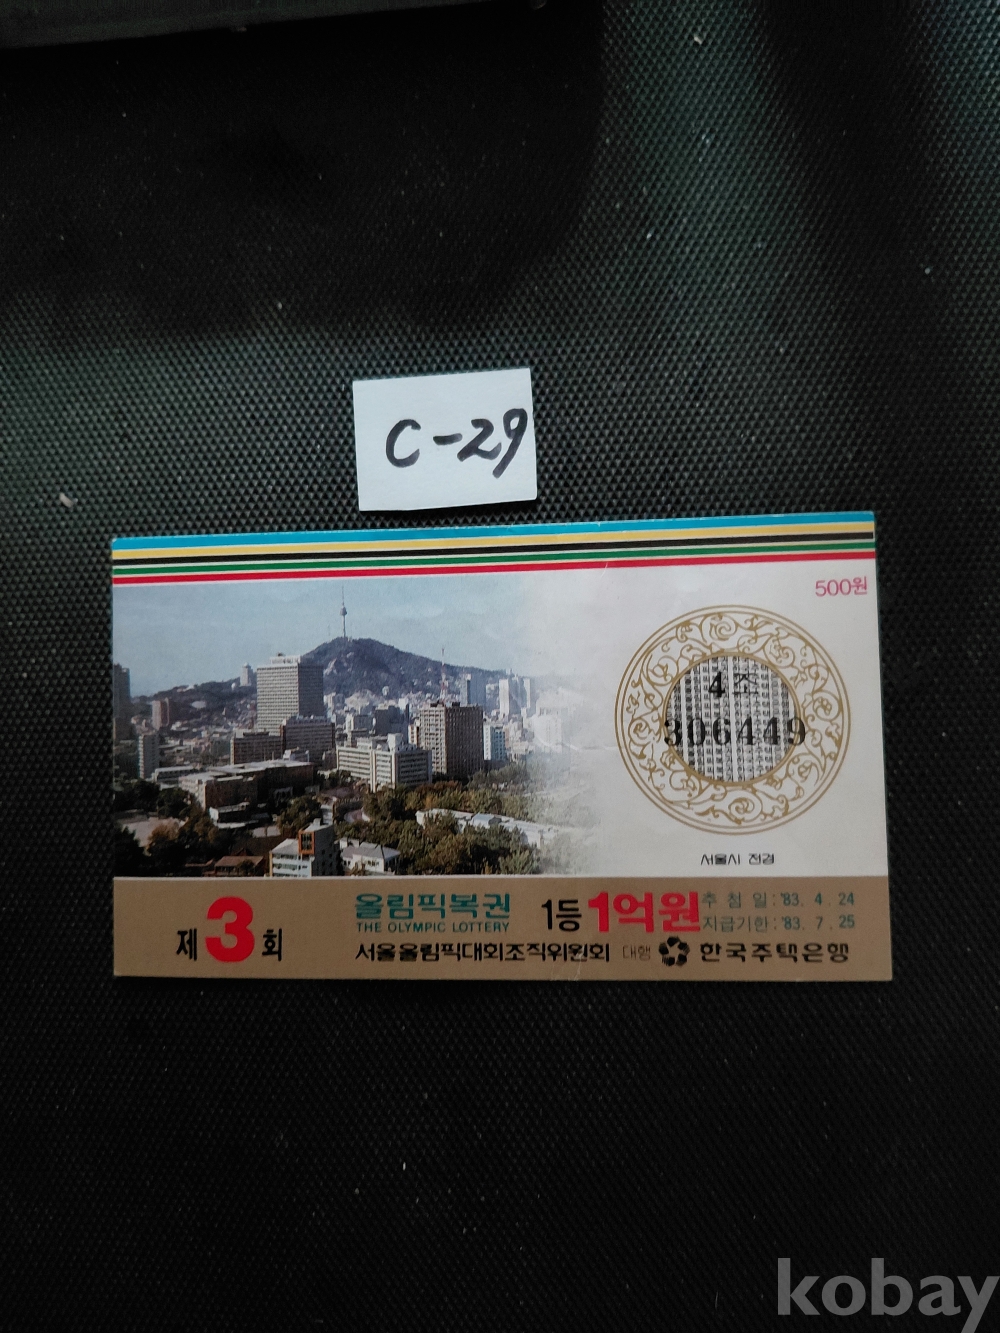 C-29
500원
4조
306449
서울시 전경
제3회
올림픽복권
THE OLYMPIC LOTTERY
1등 1억원
추첨일:'83. 4. 24
지급기한:'83. 7. 25
서울올림픽대회조직위원회 대행 한국주택은행
kobay